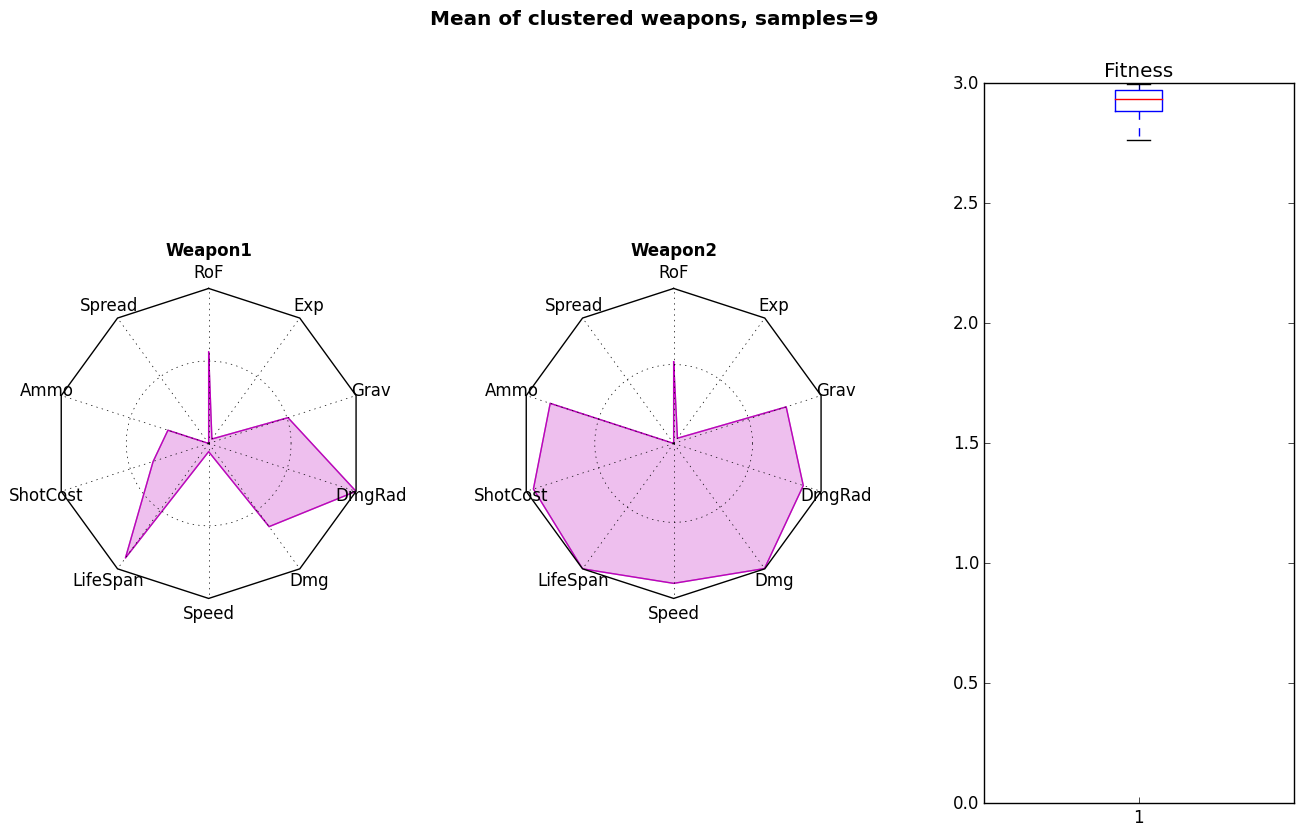 Mean of clustered weapons, samples=9
Weapon1
RoF
Spread
Exp
Ammo
Grav
ShotCost
DmgRad
LifeSpan
Dmg
Speed
Weapon2
RoF
Spread
Exp
Ammo
Grav
ShotCost
DmgRad
LifeSpan
Dmg
Speed
Fitness
3.0
2.5
2.0
1.5
1.0
0.5
0.0
1